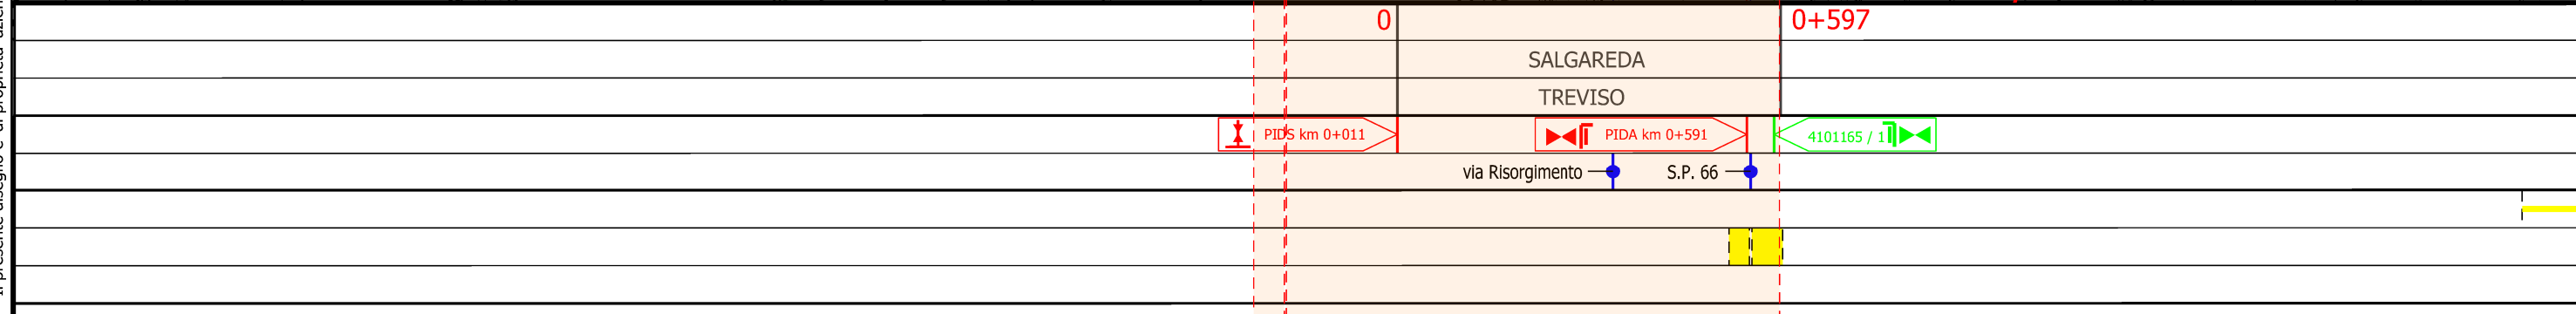 0 0+597
SALGAREDA
TREVISO
PIDS km 0+011 PIDA km 0+591 4101165 / 1
via Risorgimento S.P. 66